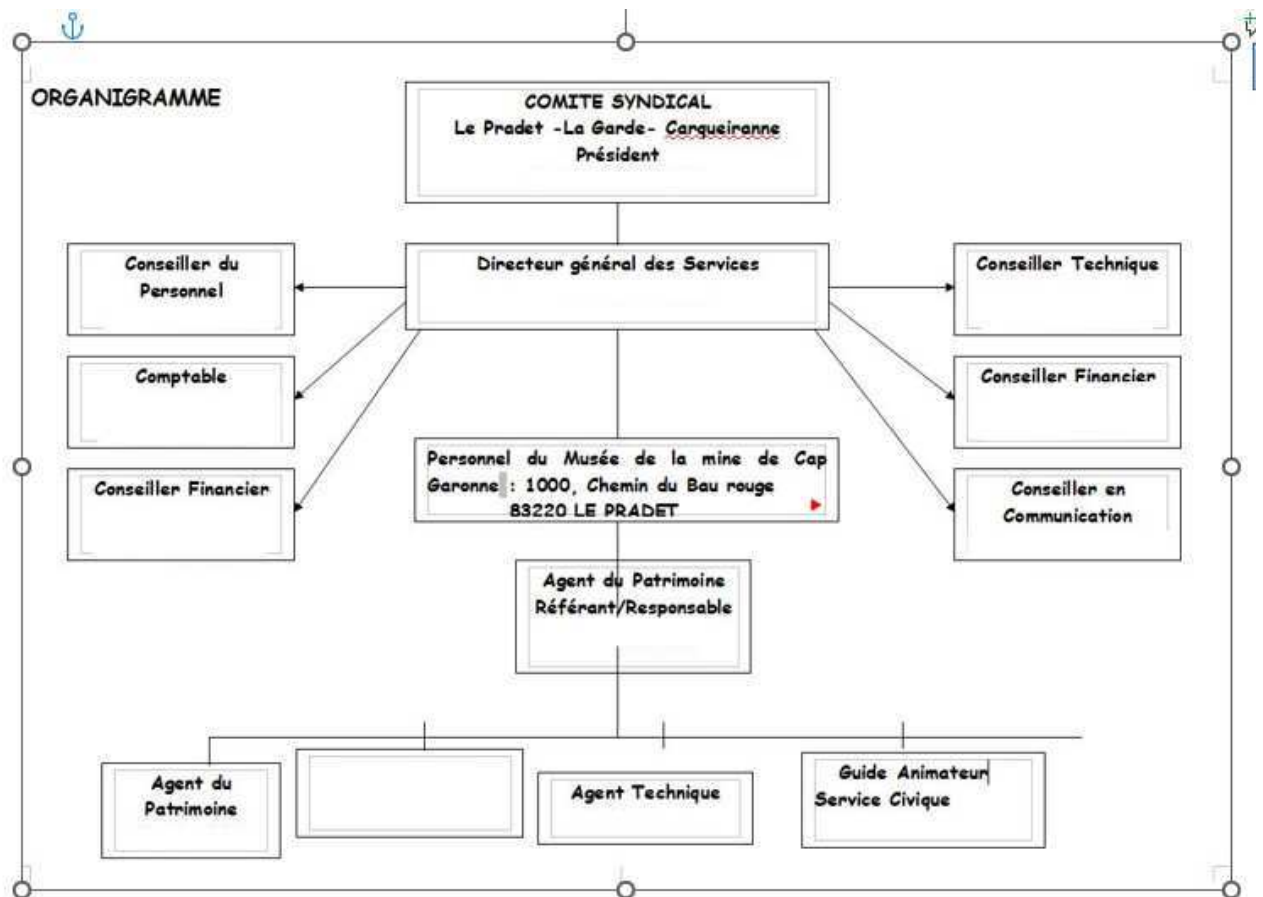 ORGANIGRAMME
COMITE SYNDICAL
Le Pradet -La Garde- Carqueiranne
Président
Conseiller du
Personnel
Directeur général des Services
Conseiller Technique
Comptable
Conseiller Financier
Personnel du Musée de la mine de Cap
Garonne : 1000, Chemin du Bau rouge
83220 LE PRADET
Conseiller Financier
Conseiller en
Communication
Agent du Patrimoine
Référant/Responsable
Agent du
Patrimoine
Agent Technique
Guide Animateur
Service Civique